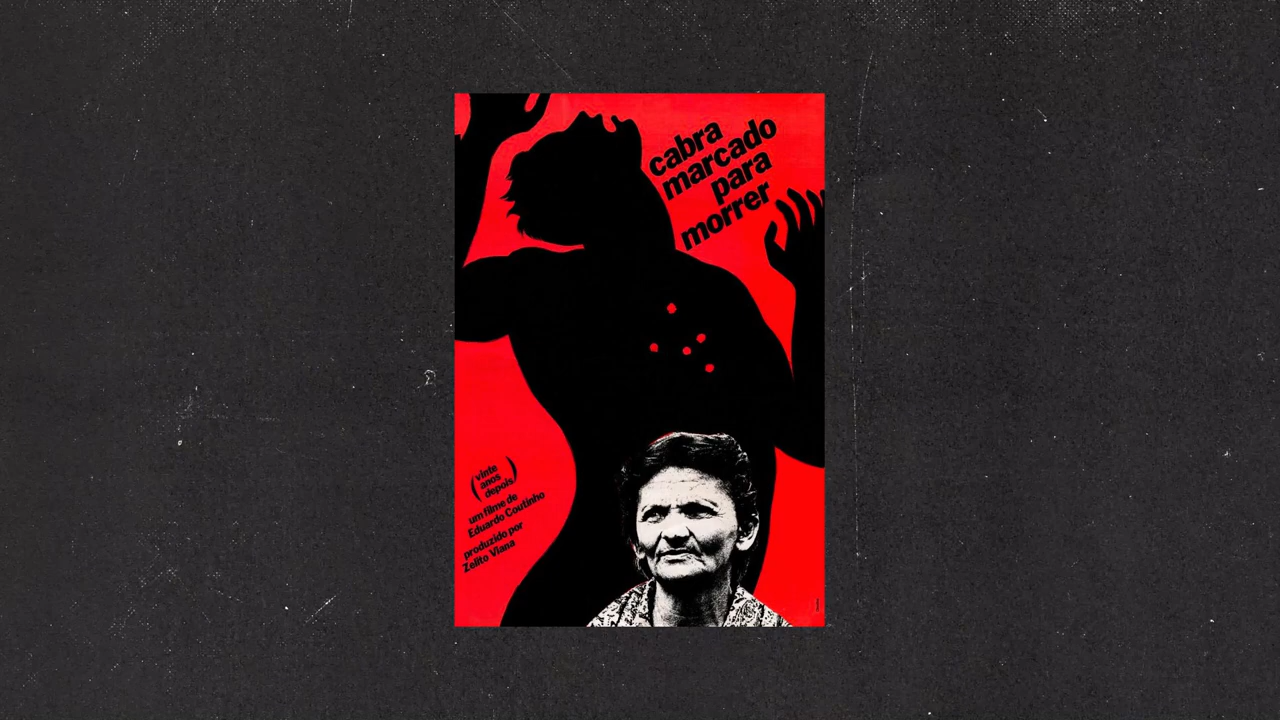 cabra
marcado
para
morrer
(vinte
anos
depois)
um filme de
Eduardo Coutinho
produzido por
Zelito Viana